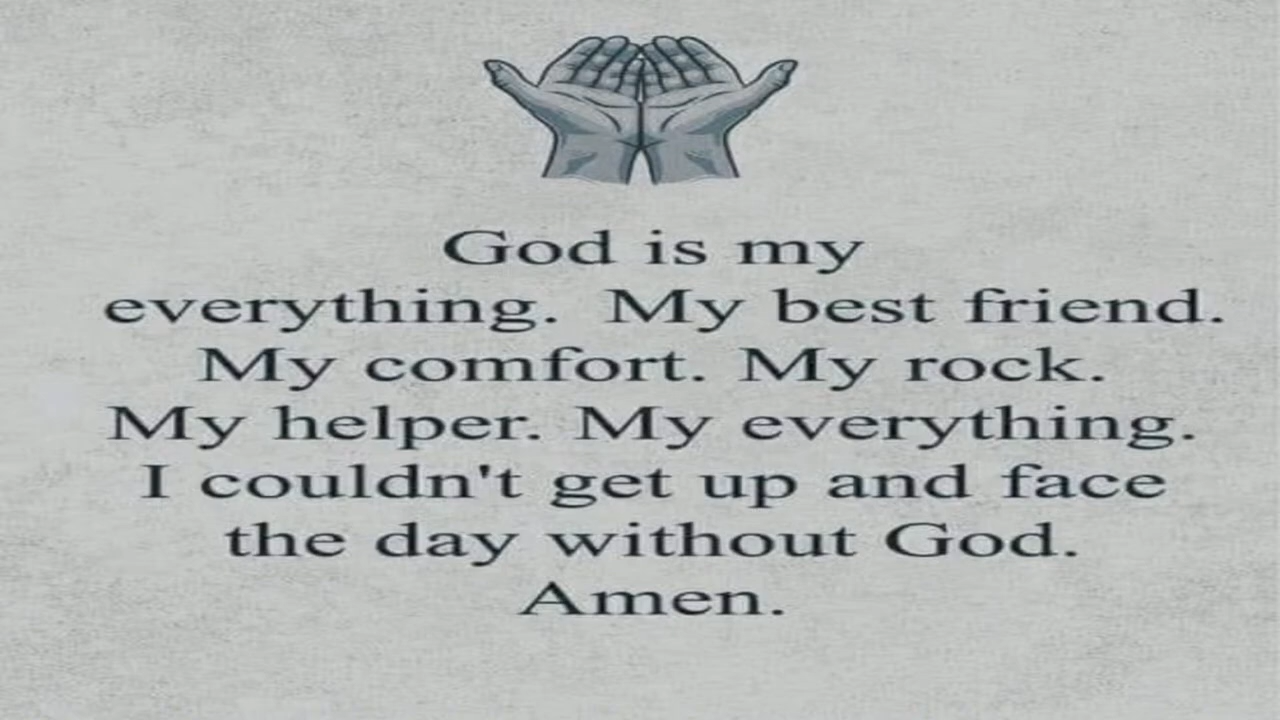 God is my
everything. My best friend.
My comfort. My rock.
My helper. My everything.
I couldn't get up and face
the day without God.
Amen.